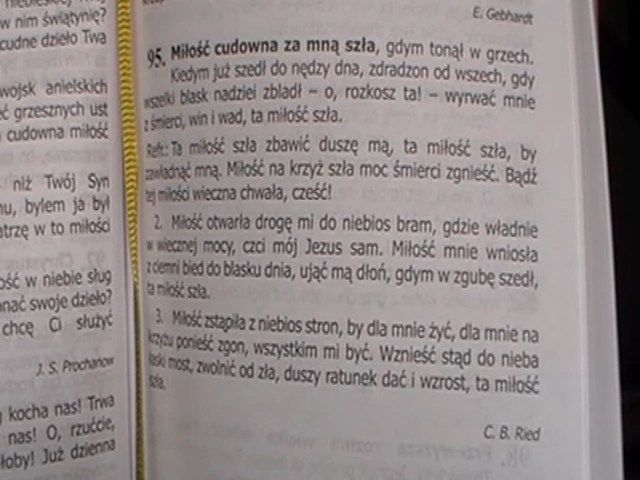 niebieskiej
w nim świątynię?
cudne dzieło Twa
wojsk anielskich
grzesznych ust
cudowna miłość
niż Twój Syn
bylem ja był
w to miłości
w niebie sług
swoje dzieło?
chcę Ci służyć
J. S. Prochanow
kocha nas! Trwa
nas! O, rzućcie,
Już dzienna
E. Gebhardt
95. Miłość cudowna za mną szła, gdym tonął w grzech.
Kiedym już szedł do nędzy dna, zdradzon od wszech, gdy
wszelki blask nadziei zbladł – o, rozkosz ta! – wyrwać mnie
z śmierci, win i wad, ta miłość szła.
Refr.: Ta miłość szła zbawić duszę mą, ta miłość szła, by
zawładnąć mną. Miłość na krzyż szła moc śmierci zgnieść. Bądź
tej miłości wieczna chwała, cześć!
2. Miłość otwarła drogę mi do niebios bram, gdzie władnie
w wiecznej mocy, czci mój Jezus sam. Miłość mnie wniosła
z ciemni bied do blasku dnia, ująć mą dłoń, gdym w zgubę szedł,
ta miłość szła.
3. Miłość zstąpiła z niebios stron, by dla mnie żyć, dla mnie na
krzyżu ponieść zgon, wszystkim mi być. Wznieść stąd do nieba
łaski most, zwolnić od zła, duszy ratunek dać i wzrost, ta miłość
szła.
C. B. Ried